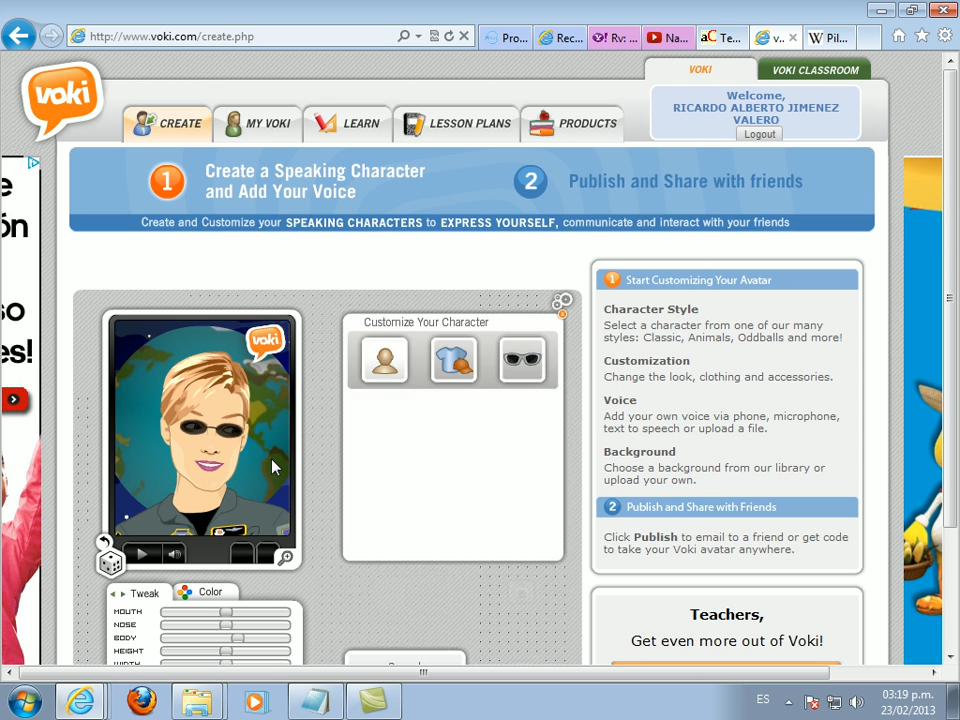 http://www.voki.com/create.php
Pro...
Rec...
Rv: ...
Na...
Te...
v...
Pil...
voki
VOKI
VOKI CLASSROOM
Welcome,
RICARDO ALBERTO JIMENEZ
VALERO
Logout
CREATE
MY VOKI
LEARN
LESSON PLANS
PRODUCTS
1
Create a Speaking Character
and Add Your Voice
2
Publish and Share with friends
Create and Customize your SPEAKING CHARACTERS to EXPRESS YOURSELF, communicate and interact with your friends
e
ón
so
es!
voki
Customize Your Character
1 Start Customizing Your Avatar
Character Style
Select a character from one of our many
styles: Classic, Animals, Oddballs and more!
Customization
Change the look, clothing and accessories.
Voice
Add your own voice via phone, microphone,
text to speech or upload a file.
Background
Choose a background from our library or
upload your own.
2 Publish and Share with Friends
Click Publish to email to a friend or get code
to take your Voki avatar anywhere.
Tweak
Color
MOUTH
NOSE
BODY
HEIGHT
WIDTH
Teachers,
Get even more out of Voki!
ES
03:19 p.m.
23/02/2013